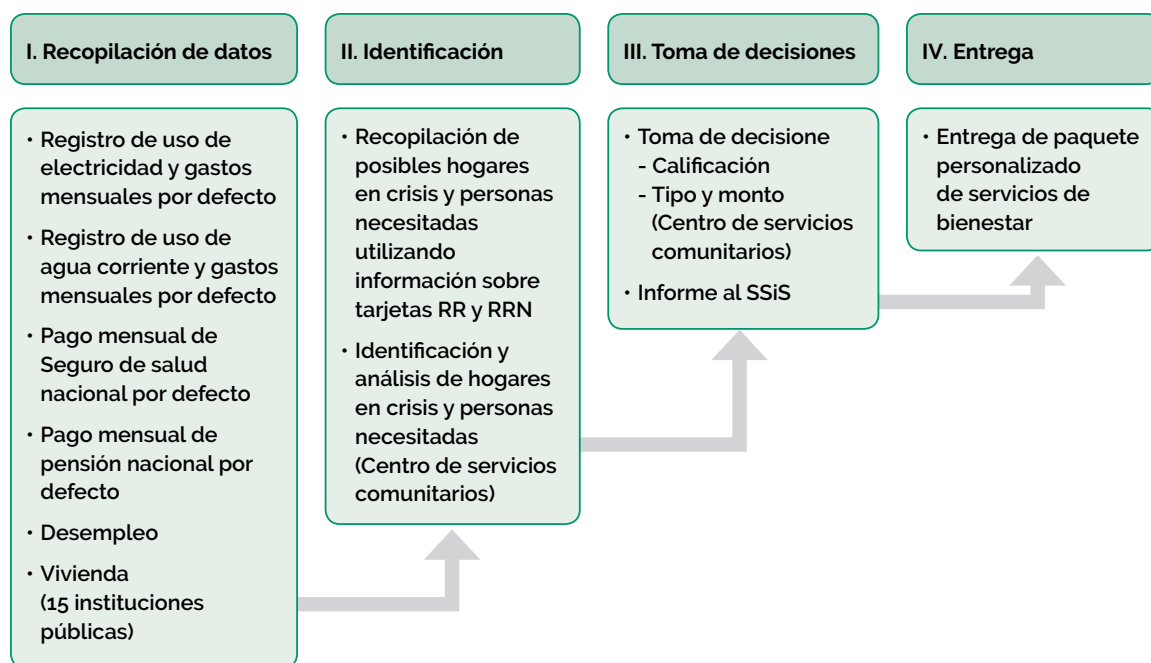 I. Recopilación de datos
• Registro de uso de
electricidad y gastos
mensuales por defecto
• Registro de uso de
agua corriente y gastos
mensuales por defecto
• Pago mensual de
Seguro de salud
nacional por defecto
• Pago mensual de
pensión nacional por
defecto
• Desempleo
• Vivienda
(15 instituciones
públicas)
II. Identificación
• Recopilación de
posibles hogares
en crisis y personas
necesitadas
utilizando
información sobre
tarjetas RR y RRN
• Identificación y
análisis de hogares
en crisis y personas
necesitadas
(Centro de servicios
comunitarios)
III. Toma de decisiones
• Toma de decisione
- Calificación
- Tipo y monto
(Centro de servicios
comunitarios)
• Informe al SSiS
IV. Entrega
• Entrega de paquete
personalizado
de servicios de
bienestar